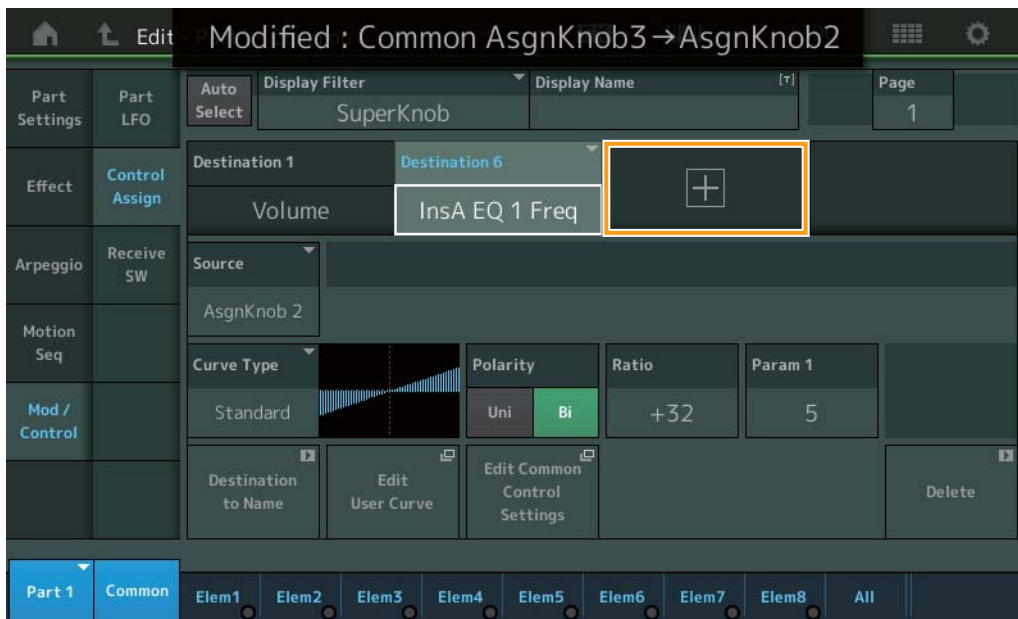 Edit
Modified : Common AsgnKnob3→AsgnKnob2
Part Settings
Part LFO
Auto Select
Display Filter
SuperKnob
Display Name
[T]
Page
1
Effect
Control Assign
Destination 1
Volume
Destination 6
InsA EQ 1 Freq
+
Arpeggio
Receive SW
Source
AsgnKnob 2
Motion Seq
Curve Type
Standard
Polarity
Uni
Bi
Ratio
+32
Param 1
5
Mod / Control
Destination to Name
Edit User Curve
Edit Common Control Settings
Delete
Part 1
Common
Elem1
Elem2
Elem3
Elem4
Elem5
Elem6
Elem7
Elem8
All